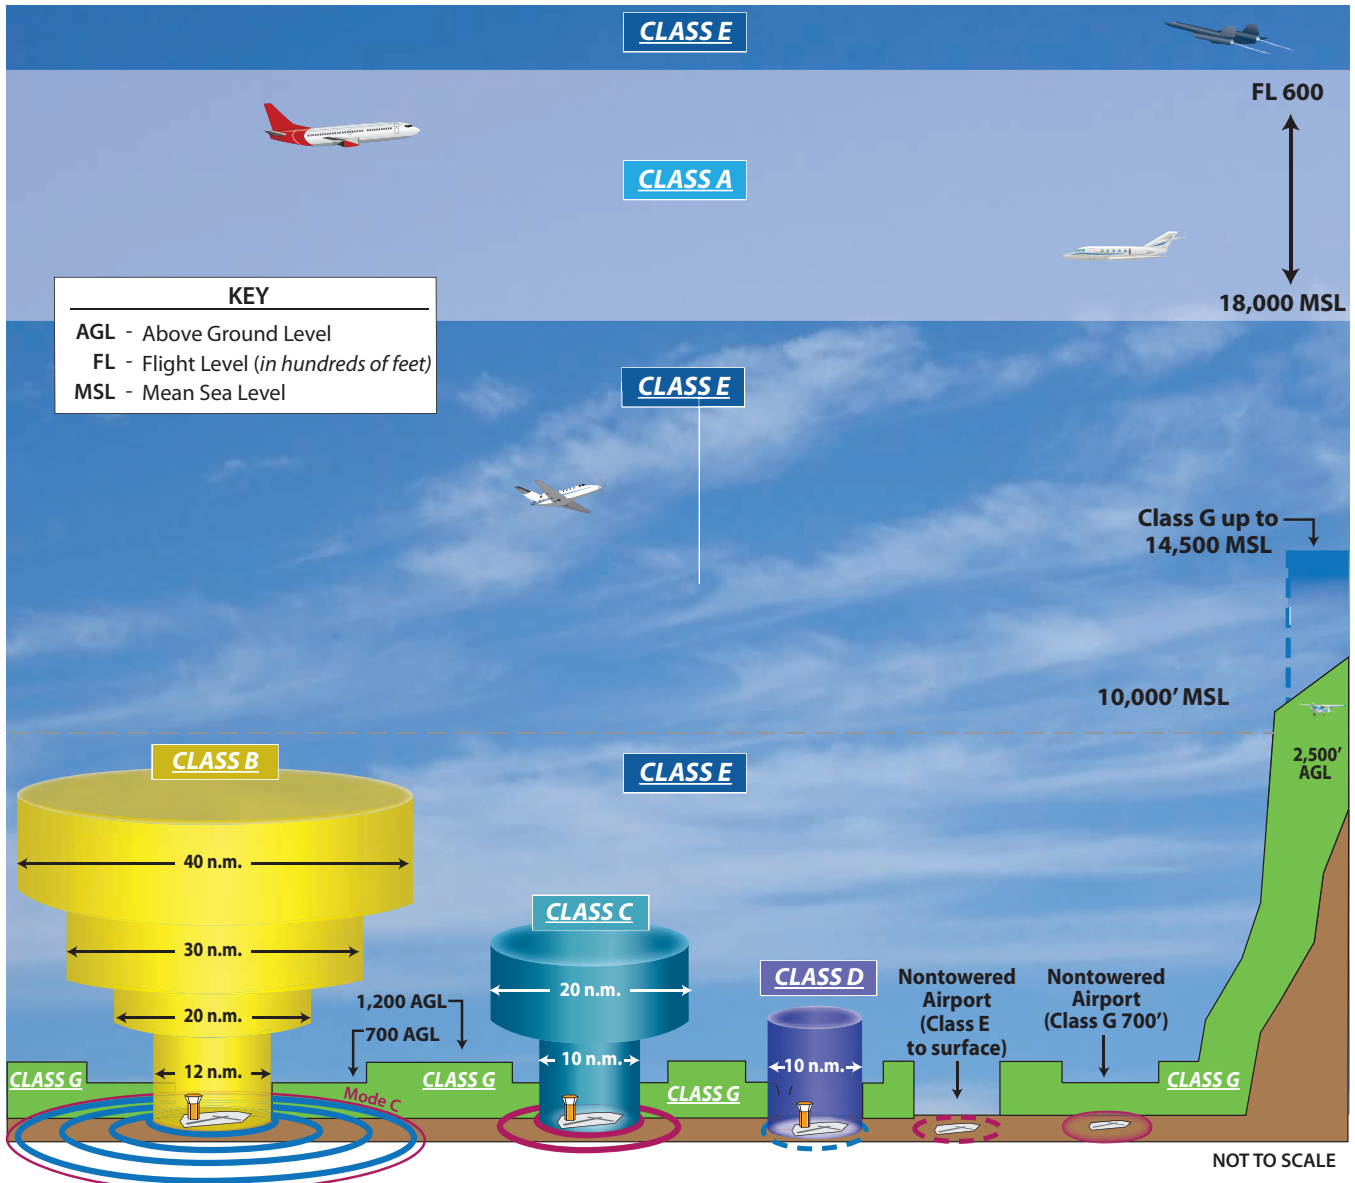 CLASS E
FL 600
CLASS A
18,000 MSL
KEY
AGL - Above Ground Level
FL - Flight Level (in hundreds of feet)
MSL - Mean Sea Level
CLASS E
Class G up to
14,500 MSL
10,000’ MSL
CLASS B
CLASS E
2,500’
AGL
40 n.m.
CLASS C
30 n.m.
CLASS D
Nontowered
Airport
(Class E
to surface)
Nontowered
Airport
(Class G 700’)
20 n.m.
1,200 AGL
20 n.m.
700 AGL
10 n.m.
10 n.m.
CLASS G
12 n.m.
CLASS G
CLASS G
CLASS G
Mode C
NOT TO SCALE